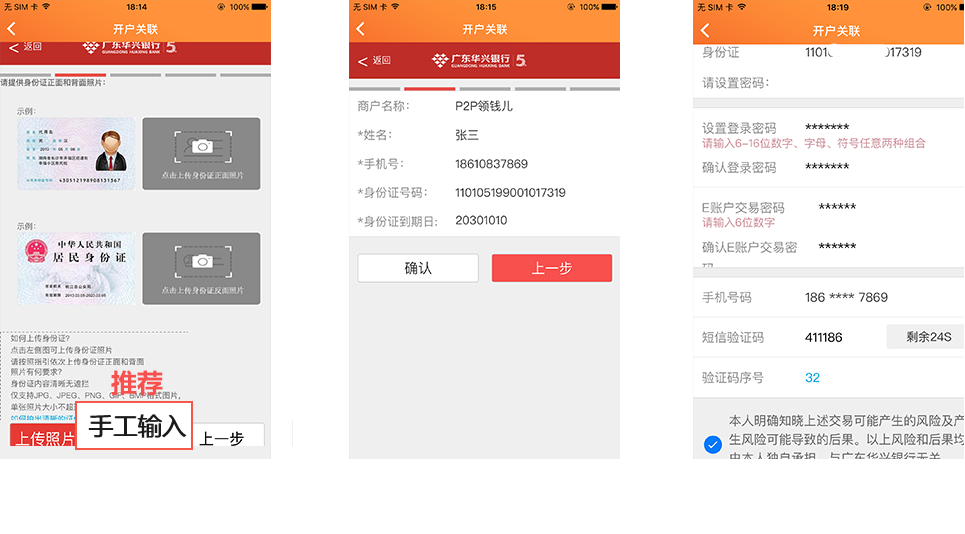 无 SIM 卡
18:14
100%
开户关联
< 返回
广东华兴银行
GUANGDONG HUAXING BANK
请提供身份证正面和背面照片：
示例：
点击上传身份证正面照片
430512198908131367
示例：
中华人民共和国
居民身份证
点击上传身份证反面照片
如何上传身份证?
点击左侧图可上传身份证照片
请按照指引依次上传身份证正面和背面
照片有何要求?
身份证内容清晰无遮拦
仅支持JPG、JPEG、PNG、GIF、BMP格式图片,
单张照片大小不超
推荐
上传照片
手工输入
上一步
无 SIM 卡
18:15
100%
开户关联
< 返回
广东华兴银行
GUANGDONG HUAXING BANK
商户名称： P2P领钱儿
*姓名： 张三
*手机号： 18610837869
*身份证号码： 110105199001017319
*身份证到期日： 20301010
确认
上一步
无 SIM 卡
18:19
100%
开户关联
身份证 1101 017319
请设置密码：
设置登录密码 *******
请输入6-16位数字、字母、符号任意两种组合
确认登录密码 *******
E账户交易密码 ******
请输入6位数字
确认E账户交易密 ******
手机号码 186 **** 7869
短信验证码 411186 剩余24S
验证码序号 32
本人明确知晓上述交易可能产生的风险及产
生风险可能导致的后果。以上风险和后果均
由本人独自承担，与广东华兴银行无关。